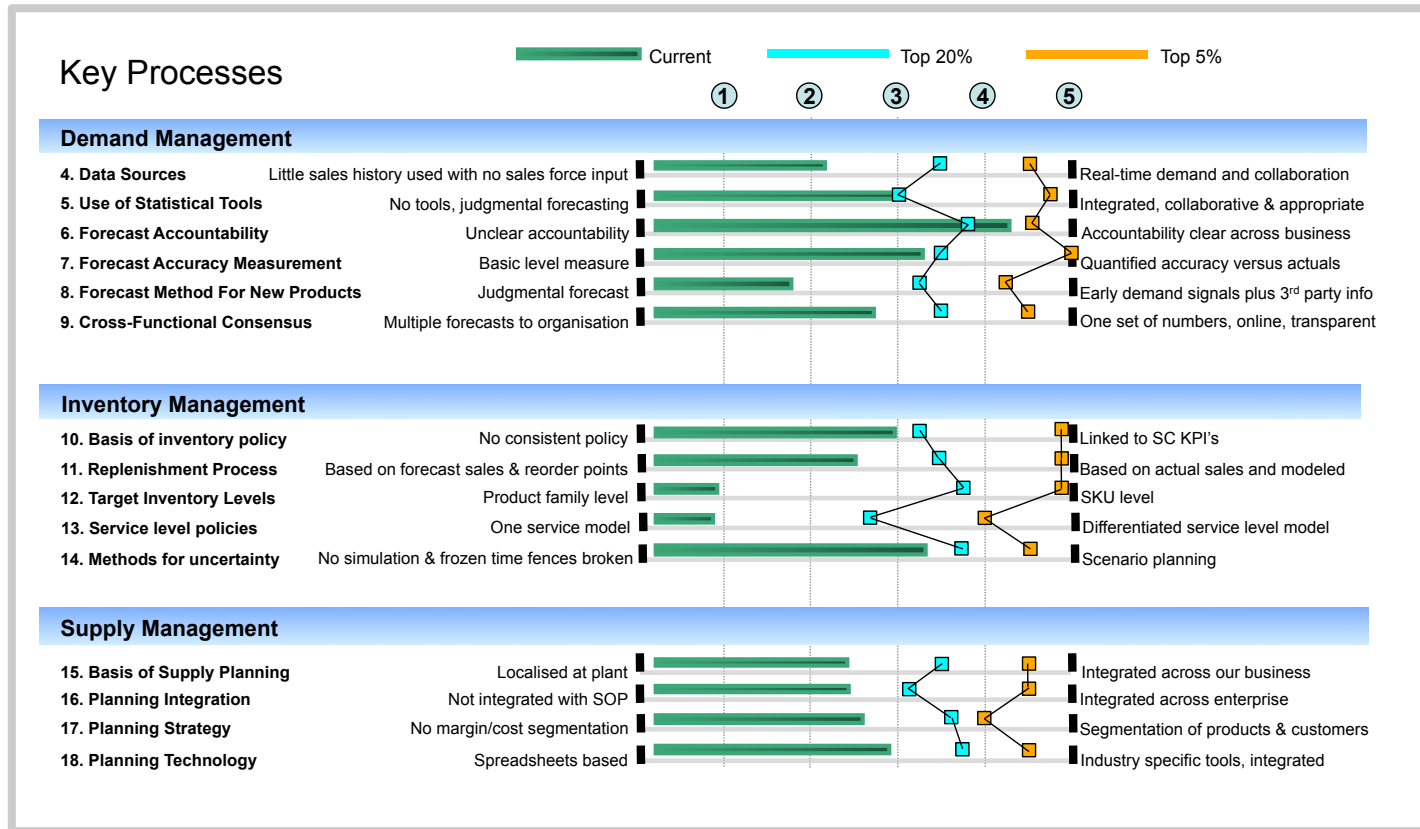 Key Processes
Current
Top 20%
Top 5%
1 2 3 4 5
Demand Management
4. Data Sources Little sales history used with no sales force input Real-time demand and collaboration
5. Use of Statistical Tools No tools, judgmental forecasting Integrated, collaborative & appropriate
6. Forecast Accountability Unclear accountability Accountability clear across business
7. Forecast Accuracy Measurement Basic level measure Quantified accuracy versus actuals
8. Forecast Method For New Products Judgmental forecast Early demand signals plus 3rd party info
9. Cross-Functional Consensus Multiple forecasts to organisation One set of numbers, online, transparent
Inventory Management
10. Basis of inventory policy No consistent policy Linked to SC KPI's
11. Replenishment Process Based on forecast sales & reorder points Based on actual sales and modeled
12. Target Inventory Levels Product family level SKU level
13. Service level policies One service model Differentiated service level model
14. Methods for uncertainty No simulation & frozen time fences broken Scenario planning
Supply Management
15. Basis of Supply Planning Localised at plant Integrated across our business
16. Planning Integration Not integrated with SOP Integrated across enterprise
17. Planning Strategy No margin/cost segmentation Segmentation of products & customers
18. Planning Technology Spreadsheets based Industry specific tools, integrated